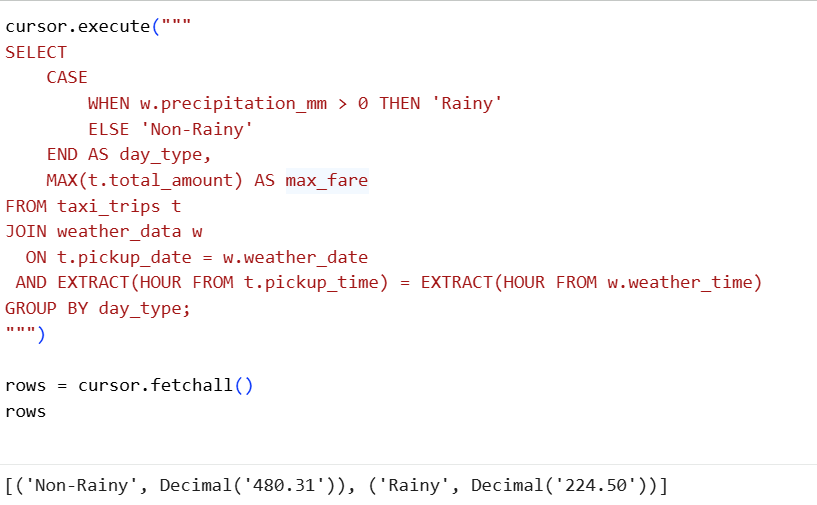 cursor.execute("""
SELECT
    CASE
        WHEN w.precipitation_mm > 0 THEN 'Rainy'
        ELSE 'Non-Rainy'
    END AS day_type,
    MAX(t.total_amount) AS max_fare
FROM taxi_trips t
JOIN weather_data w
  ON t.pickup_date = w.weather_date
 AND EXTRACT(HOUR FROM t.pickup_time) = EXTRACT(HOUR FROM w.weather_time)
GROUP BY day_type;
""")
rows = cursor.fetchall()
rows
[('Non-Rainy', Decimal('480.31')), ('Rainy', Decimal('224.50'))]